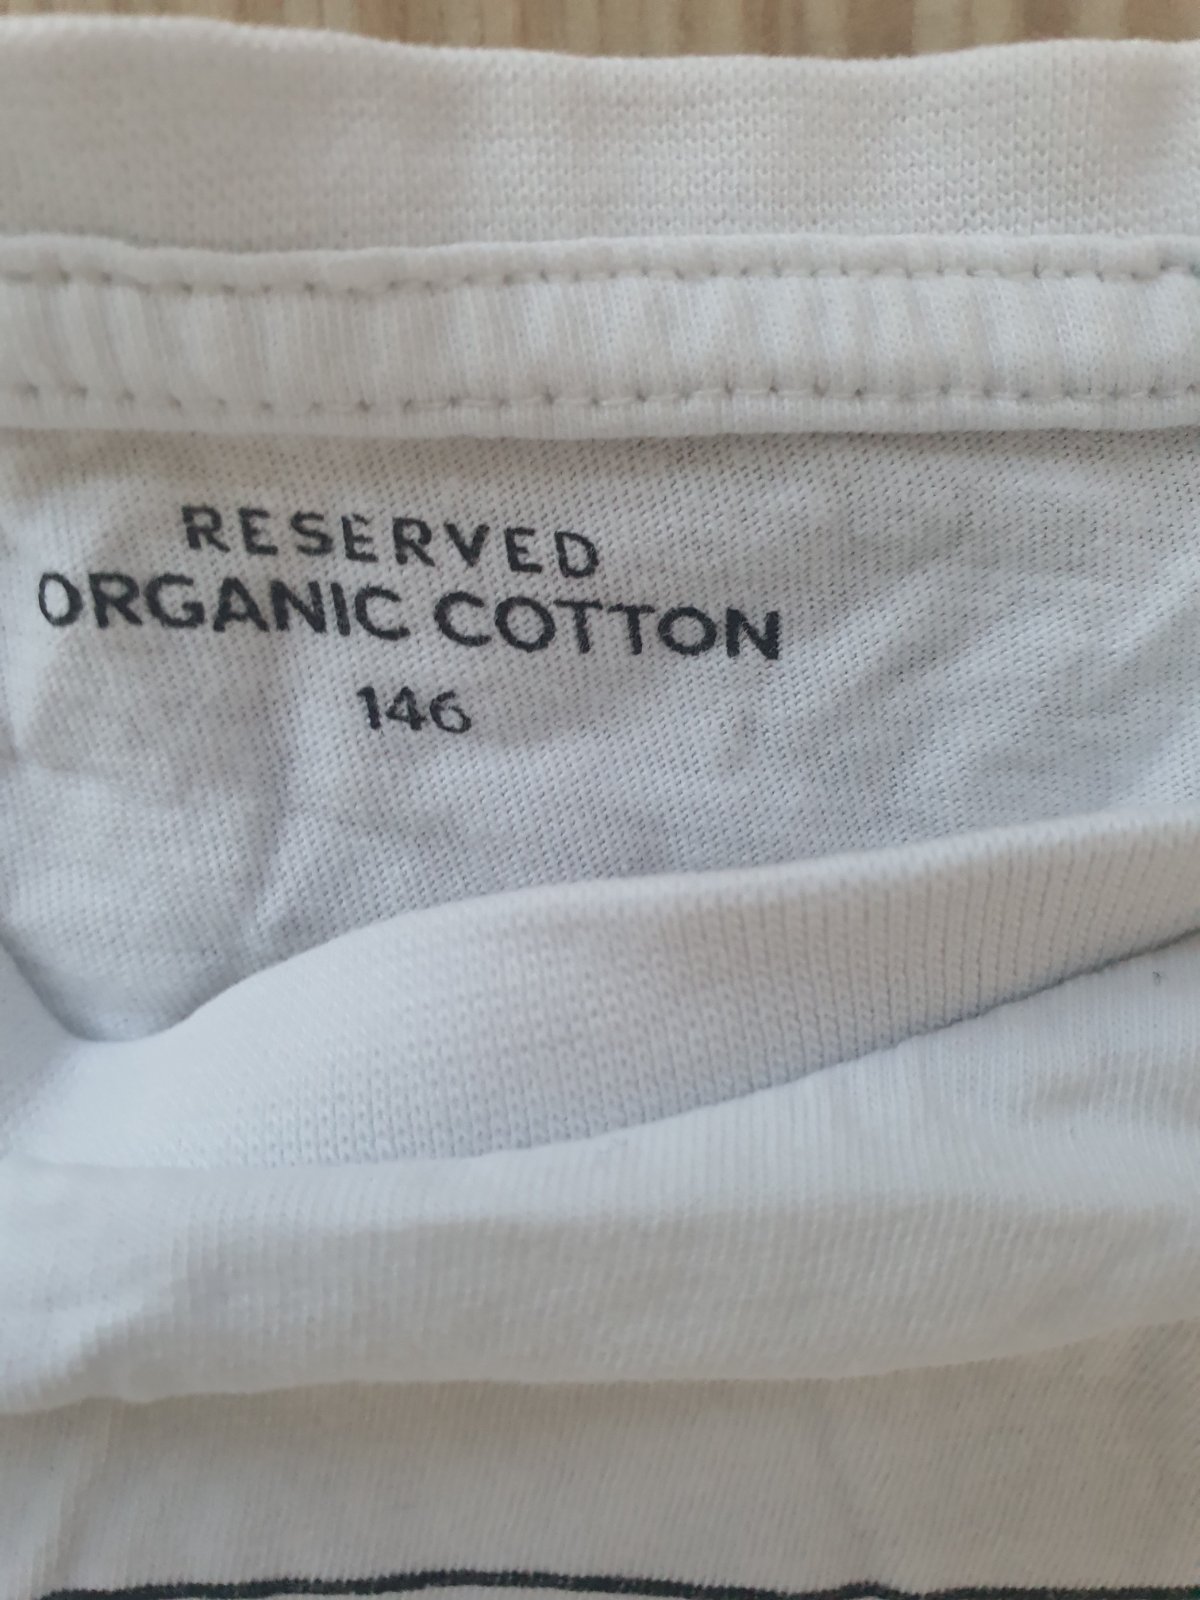 RESERVED
ORGANIC COTTON
146